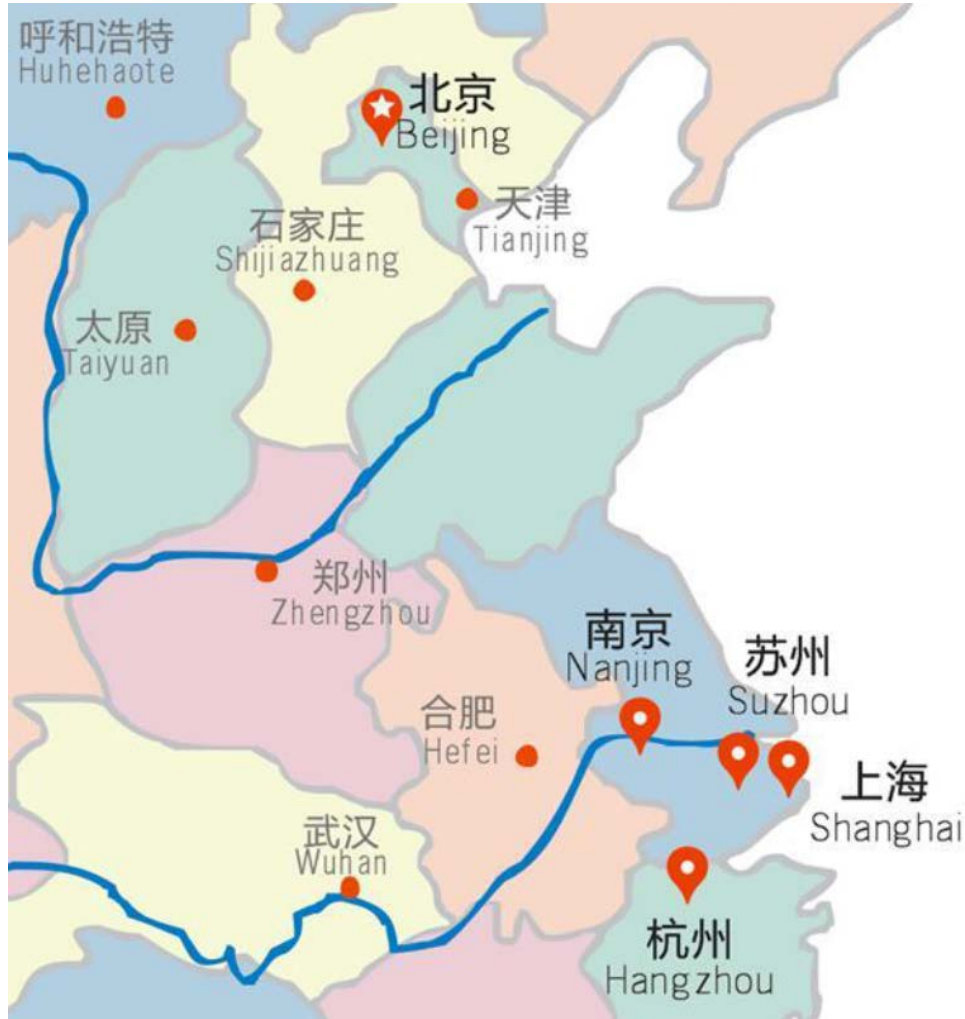 呼和浩特
Huhehaote
北京
Beijing
天津
Tianjing
石家庄
Shijiazhuang
太原
Taiyuan
郑州
Zhengzhou
南京
Nanjing
苏州
Suzhou
合肥
Hefei
上海
Shanghai
武汉
Wuhan
杭州
Hangzhou